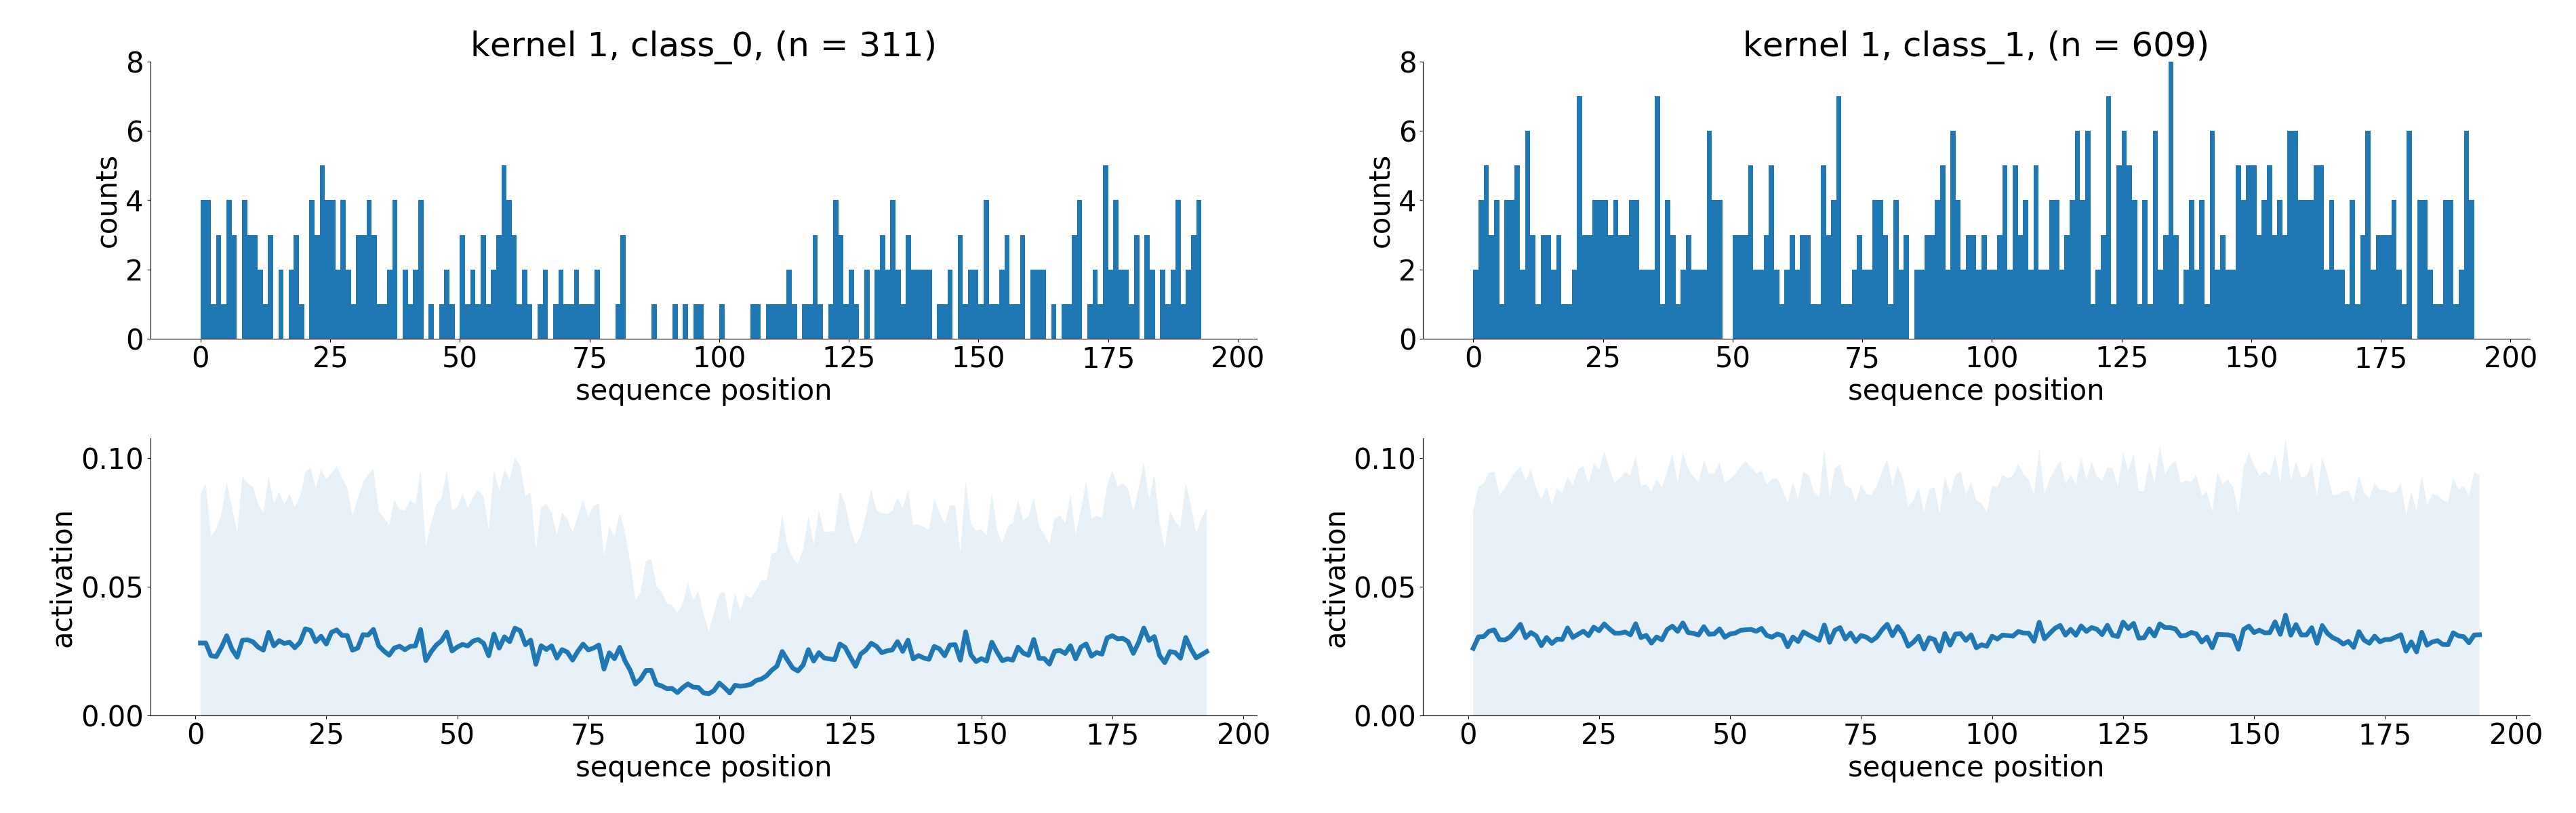 kernel 1, class_0, (n = 311)
8
6
4
2
0
counts
0 25 50 75 100 125 150 175 200
sequence position
kernel 1, class_1, (n = 609)
8
6
4
2
0
counts
0 25 50 75 100 125 150 175 200
sequence position
0.10
0.05
0.00
activation
0 25 50 75 100 125 150 175 200
sequence position
0.10
0.05
0.00
activation
0 25 50 75 100 125 150 175 200
sequence position